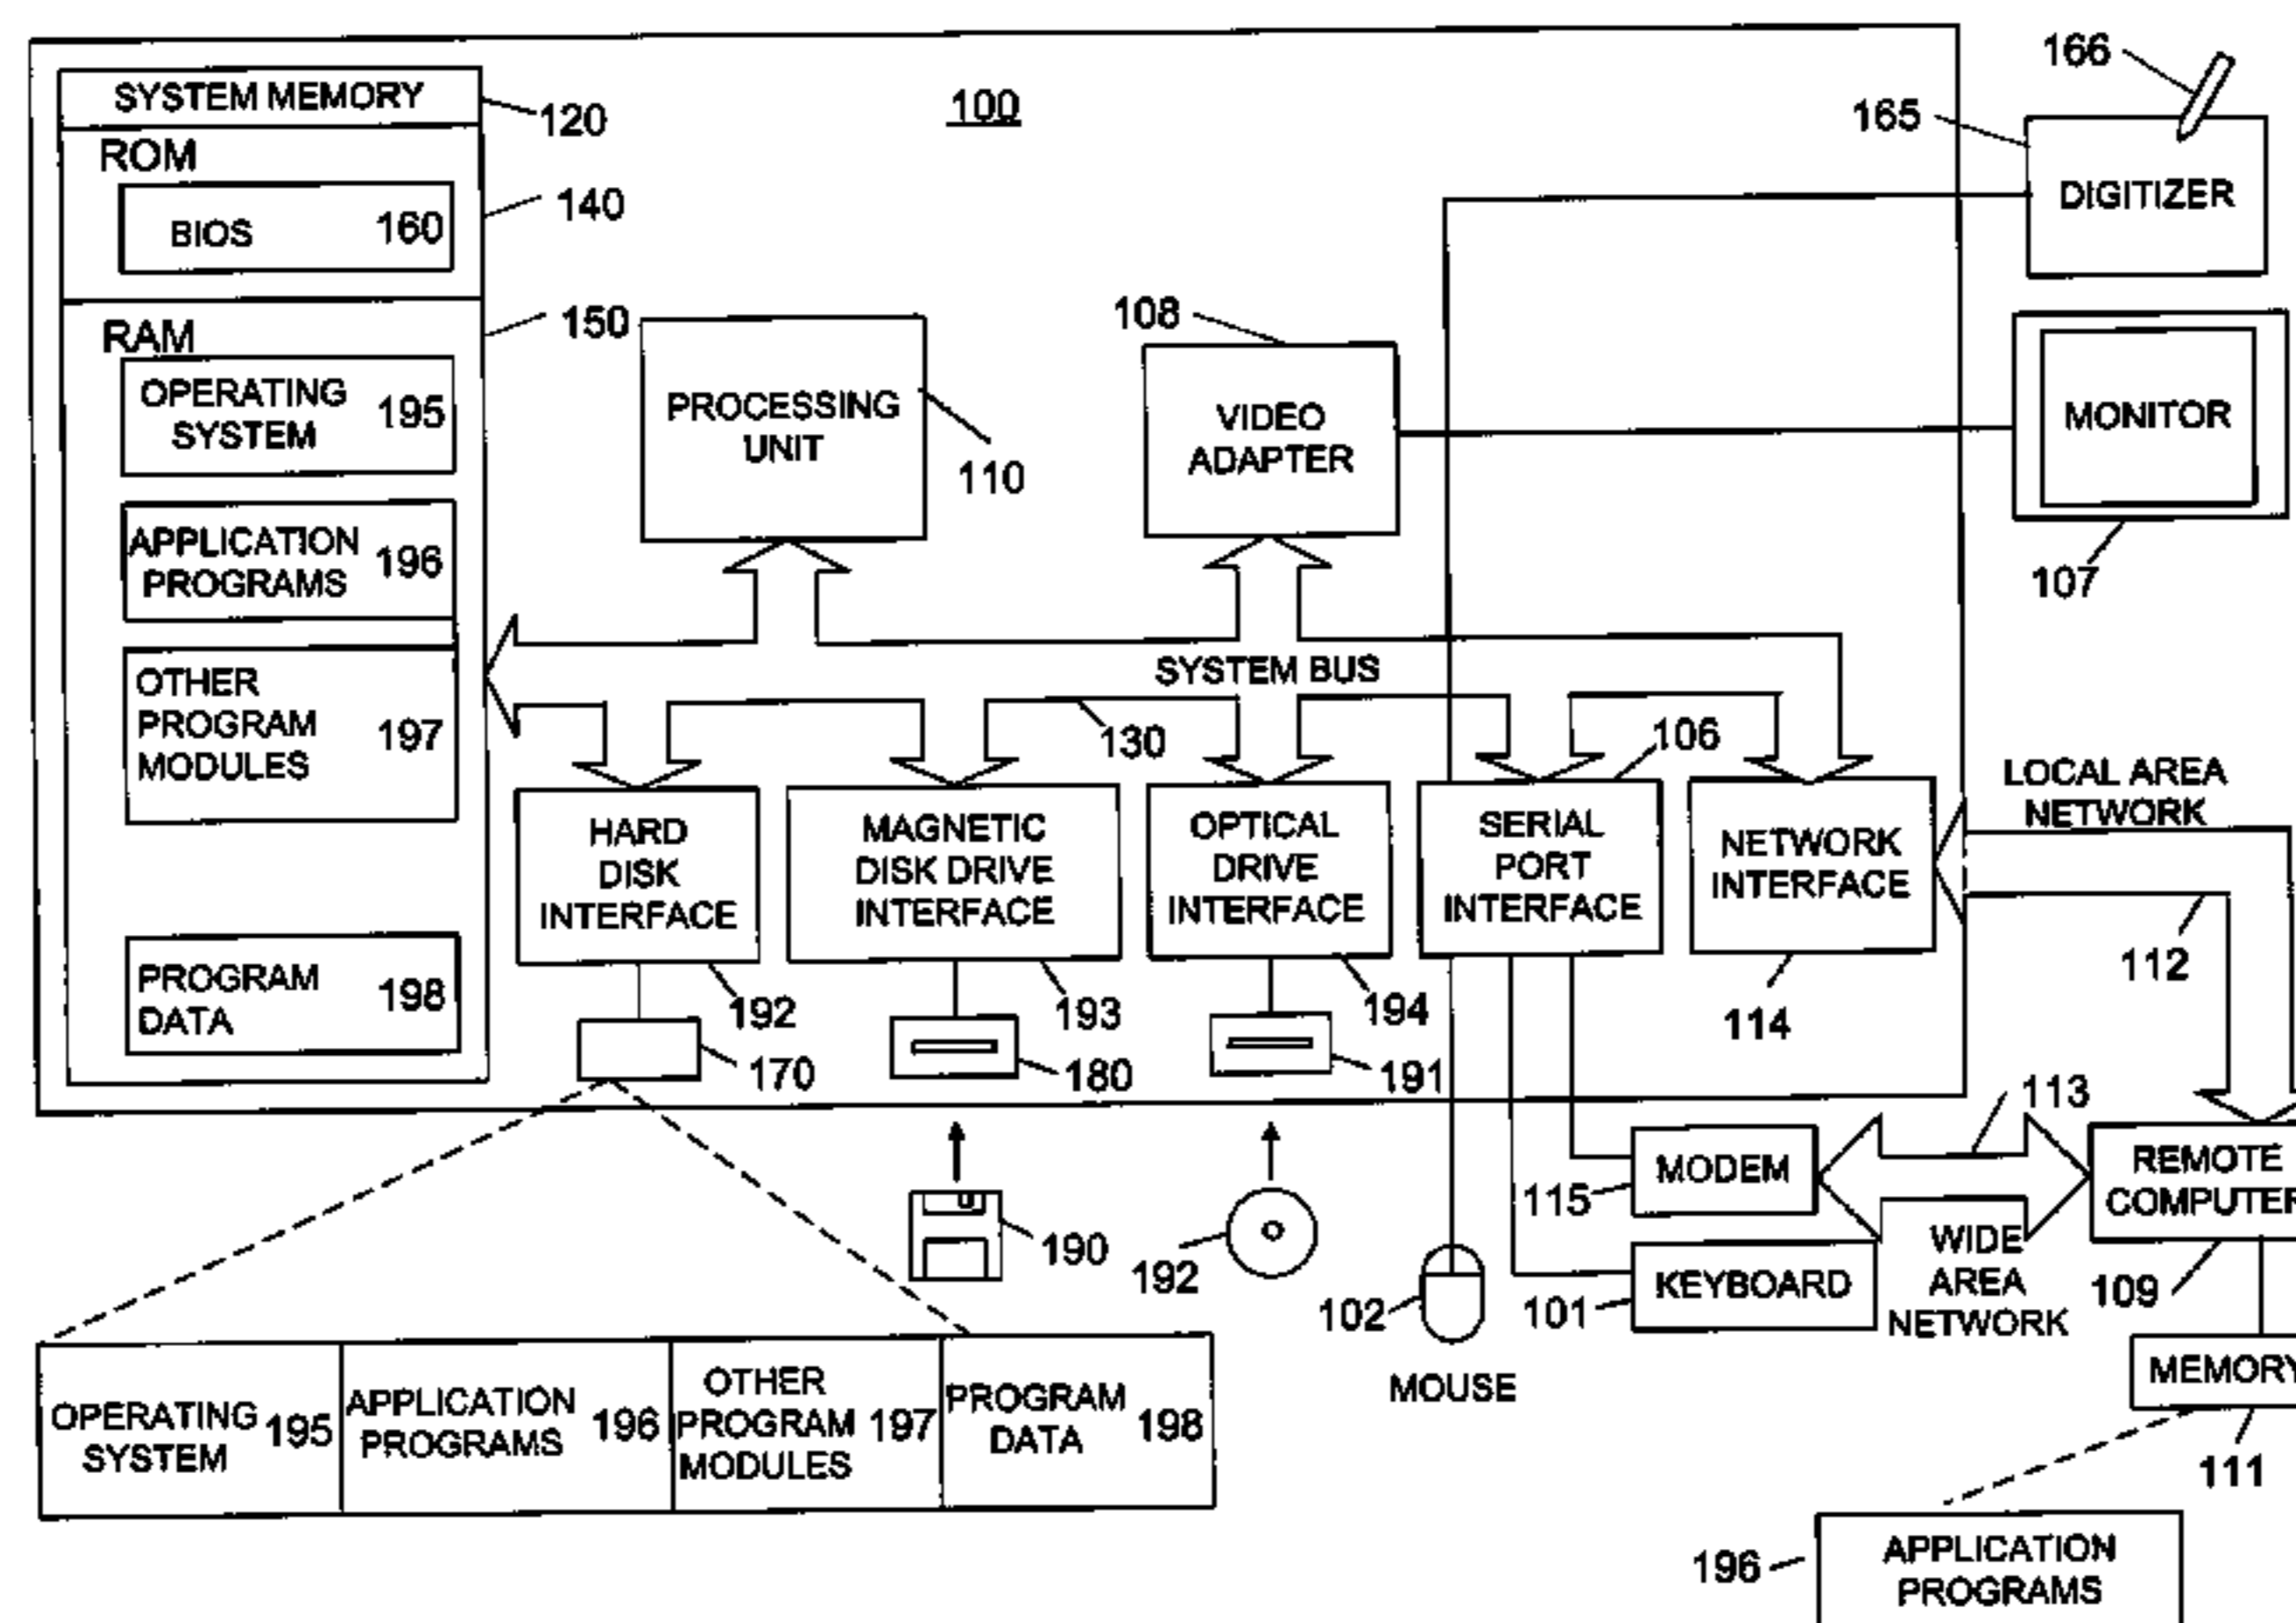 SYSTEM MEMORY
120
100
166
165
ROM
140
BIOS 160
DIGITIZER
RAM
150
108
OPERATING
SYSTEM
195
PROCESSING
UNIT
110
VIDEO
ADAPTER
MONITOR
107
APPLICATION
PROGRAMS
196
SYSTEM BUS
OTHER
PROGRAM
MODULES
197
130
106
LOCAL AREA
NETWORK
HARD
DISK
INTERFACE
MAGNETIC
DISK DRIVE
INTERFACE
OPTICAL
DRIVE
INTERFACE
SERIAL
PORT
INTERFACE
NETWORK
INTERFACE
112
PROGRAM
DATA
198
192
193
194
114
170
180
191
113
MODEM
115
REMOTE
COMPUTER
190
192
102
MOUSE
KEYBOARD
101
WIDE
AREA
NETWORK
109
MEMORY
111
OPERATING
SYSTEM
195
APPLICATION
PROGRAMS
196
OTHER
PROGRAM
MODULES
197
PROGRAM
DATA
198
196
APPLICATION
PROGRAMS